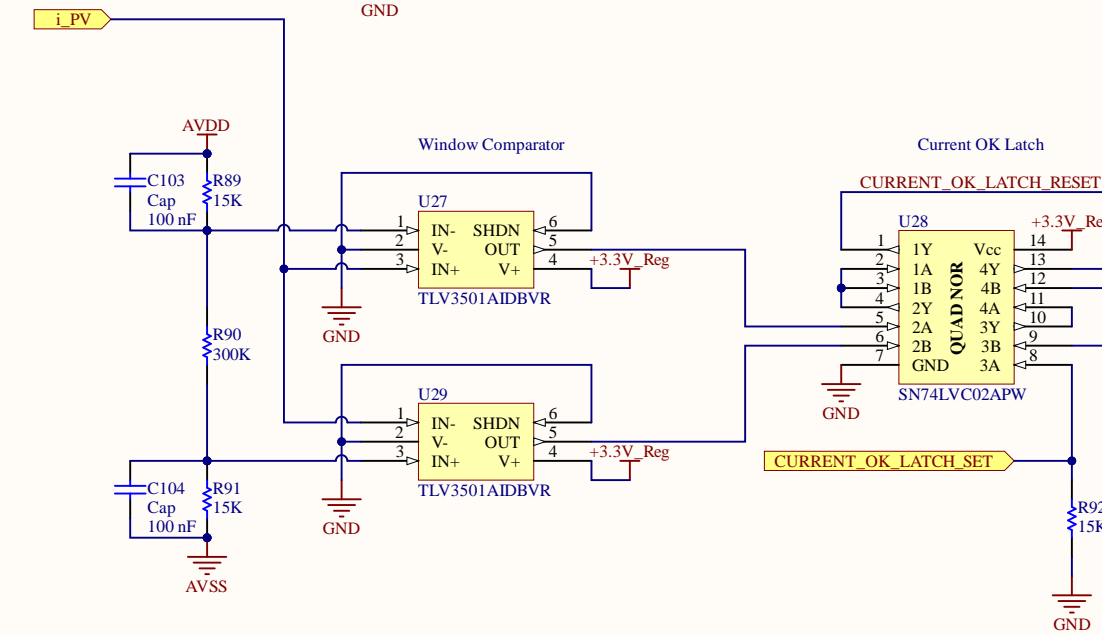 GND
i_PV
AVDD
Window Comparator
Current OK Latch
C103
Cap
100 nF
R89
15K
CURRENT_OK_LATCH_RESET
U27
1 IN- SHDN 6
2 V- OUT 5
3 IN+ V+ 4
+3.3V_Reg
TLV3501AIDBVR
GND
U28
+3.3V_Re
1 1Y Vcc 14
2 1A 4Y 13
3 1B 4B 12
4 2Y 4A 11
5 2A 3Y 10
6 2B 3B 9
7 GND 3A 8
QUAD NOR
SN74LVC02APW
GND
R90
300K
U29
1 IN- SHDN 6
2 V- OUT 5
3 IN+ V+ 4
+3.3V_Reg
TLV3501AIDBVR
GND
CURRENT_OK_LATCH_SET
C104
Cap
100 nF
R91
15K
AVSS
R92
15K
GND